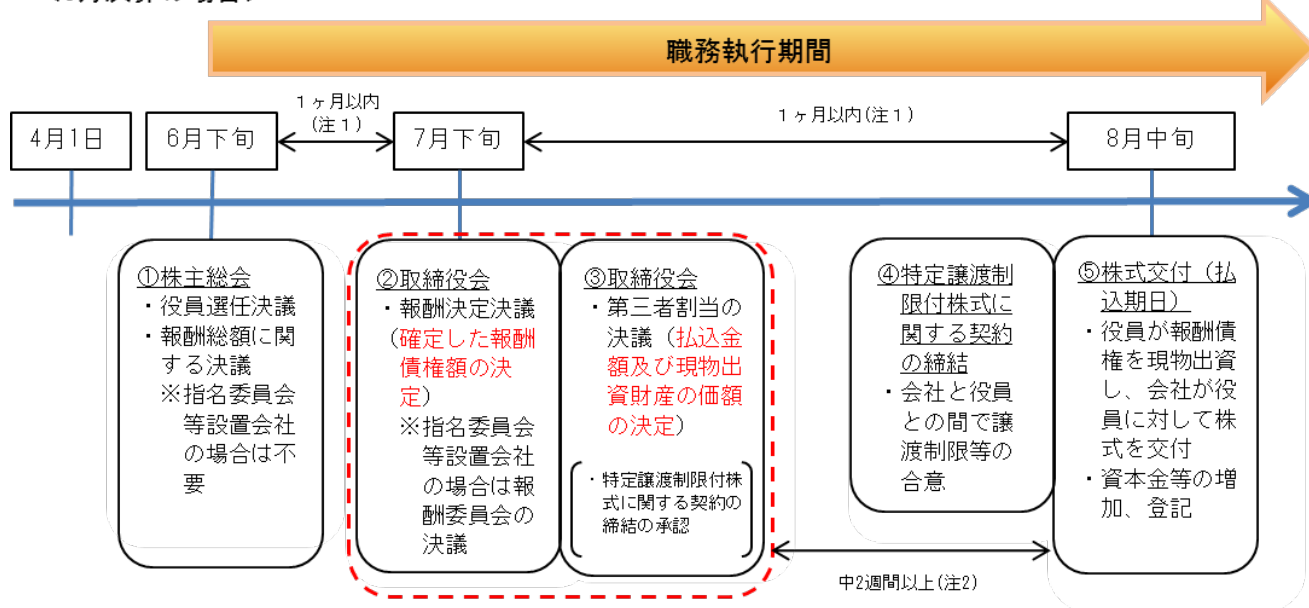 職務執行期間
1ヶ月以内
(注1)
1ヶ月以内(注1)
4月1日
6月下旬
7月下旬
8月中旬
①株主総会
・役員選任決議
・報酬総額に関
する決議
※指名委員会
等設置会社
の場合は不
要
②取締役会
・報酬決定決議
(確定した報酬
債権額の決
定)
※指名委員会
等設置会社
の場合は報
酬委員会の
決議
③取締役会
・第三者割当の
決議(払込金
額及び現物出
資財産の価額
の決定)
・特定譲渡制限付株
式に関する契約の
締結の承認
④特定譲渡制
限付株式に
関する契約
の締結
・会社と役員
との間で譲
渡制限等の
合意
⑤株式交付(払
込期日)
・役員が報酬債
権を現物出資
し、会社が役
員に対して株
式を交付
・資本金等の増
加、登記
中2週間以上(注2)